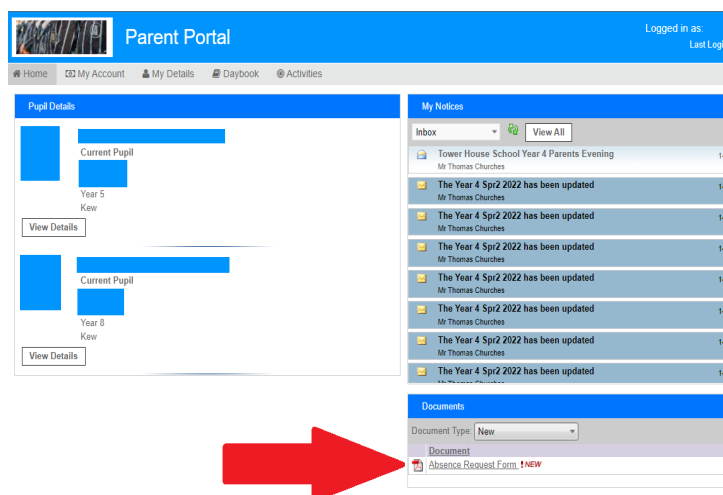 Parent Portal
Logged in as:
Last Logi
Home My Account My Details Daybook Activities
Pupil Details
Current Pupil
Year 5
Kew
View Details
Current Pupil
Year 8
Kew
View Details
My Notices
Inbox View All
Tower House School Year 4 Parents Evening
Mr Thomas Churches
The Year 4 Spr2 2022 has been updated
Mr Thomas Churches
The Year 4 Spr2 2022 has been updated
Mr Thomas Churches
The Year 4 Spr2 2022 has been updated
Mr Thomas Churches
The Year 4 Spr2 2022 has been updated
Mr Thomas Churches
The Year 4 Spr2 2022 has been updated
Mr Thomas Churches
The Year 4 Spr2 2022 has been updated
Mr Thomas Churches
The Year 4 Spr2 2022 has been updated
Mr Thomas Churches
Documents
Document Type: New
Document
Absence Request Form ! NEW